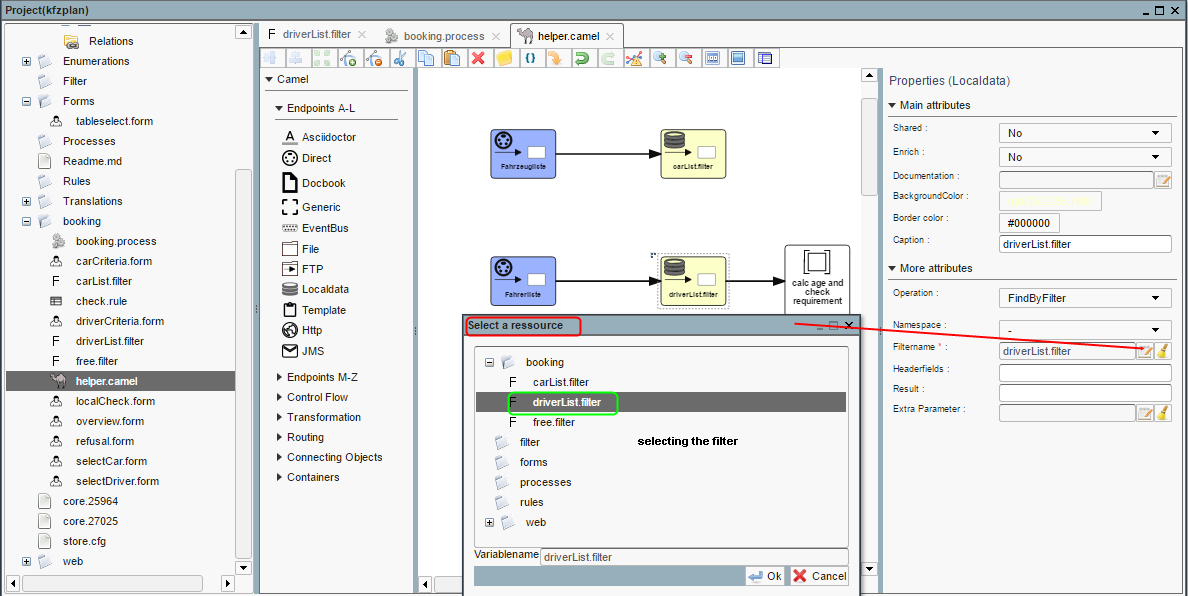 Project(kfzplan)
Relations
Enumerations
Filter
Forms
tableselect.form
Processes
Readme.md
Rules
Translations
booking
booking.process
carCriteria.form
F carList.filter
check.rule
driverCriteria.form
F driverList.filter
F free.filter
helper.camel
localCheck.form
overview.form
refusal.form
selectCar.form
selectDriver.form
core.25964
core.27025
store.cfg
web
F driverList.filter
booking.process
helper.camel
Camel
Endpoints A-L
Asciidoctor
Direct
Docbook
Generic
EventBus
File
FTP
Localdata
Template
Http
JMS
Endpoints M-Z
Control Flow
Transformation
Routing
Connecting Objects
Containers
Fahrzeugliste
carList.filter
Fahrerliste
driverList.filter
calc age and
check
requirement
Select a ressource
booking
F carList.filter
F driverList.filter
F free.filter
filter
forms
processes
rules
web
selecting the filter
Variablename driverList.filter
Ok Cancel
Properties (Localdata)
Main attributes
Shared : No
Enrich : No
Documentation :
BackgroundColor :
Border color : #000000
Caption : driverList.filter
More attributes
Operation : FindByFilter
Namespace : -
Filtername * : driverList.filter
Headerfields :
Result :
Extra Parameter :